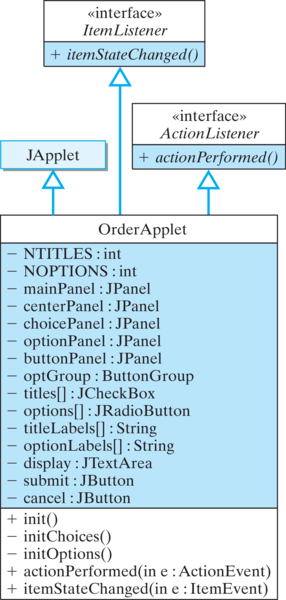 «interface»
ItemListener
+ itemStateChanged()
«interface»
ActionListener
+ actionPerformed()
JApplet
OrderApplet
− NTITLES : int
− NOPTIONS : int
− mainPanel : JPanel
− centerPanel : JPanel
− choicePanel : JPanel
− optionPanel : JPanel
− buttonPanel : JPanel
− optGroup : ButtonGroup
− titles[] : JCheckBox
− options[] : JRadioButton
− titleLabels[] : String
− optionLabels[] : String
− display : JTextArea
− submit : JButton
− cancel : JButton
+ init()
− initChoices()
− initOptions()
+ actionPerformed(in e : ActionEvent)
+ itemStateChanged(in e : ItemEvent)